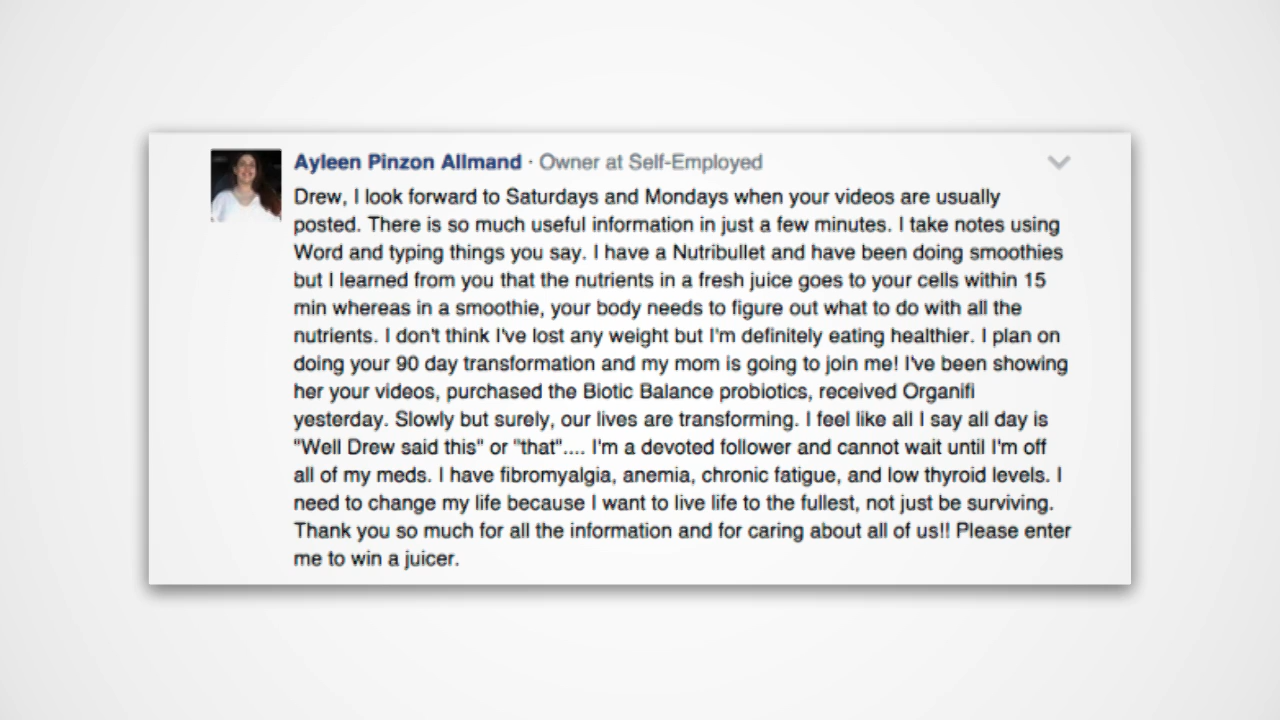 Ayleen Pinzon Allmand · Owner at Self-Employed
Drew, I look forward to Saturdays and Mondays when your videos are usually
posted. There is so much useful information in just a few minutes. I take notes using
Word and typing things you say. I have a Nutribullet and have been doing smoothies
but I learned from you that the nutrients in a fresh juice goes to your cells within 15
min whereas in a smoothie, your body needs to figure out what to do with all the
nutrients. I don't think I've lost any weight but I'm definitely eating healthier. I plan on
doing your 90 day transformation and my mom is going to join me! I've been showing
her your videos, purchased the Biotic Balance probiotics, received Organifi
yesterday. Slowly but surely, our lives are transforming. I feel like all I say all day is
"Well Drew said this" or "that".... I'm a devoted follower and cannot wait until I'm off
all of my meds. I have fibromyalgia, anemia, chronic fatigue, and low thyroid levels. I
need to change my life because I want to live life to the fullest, not just be surviving.
Thank you so much for all the information and for caring about all of us!! Please enter
me to win a juicer.